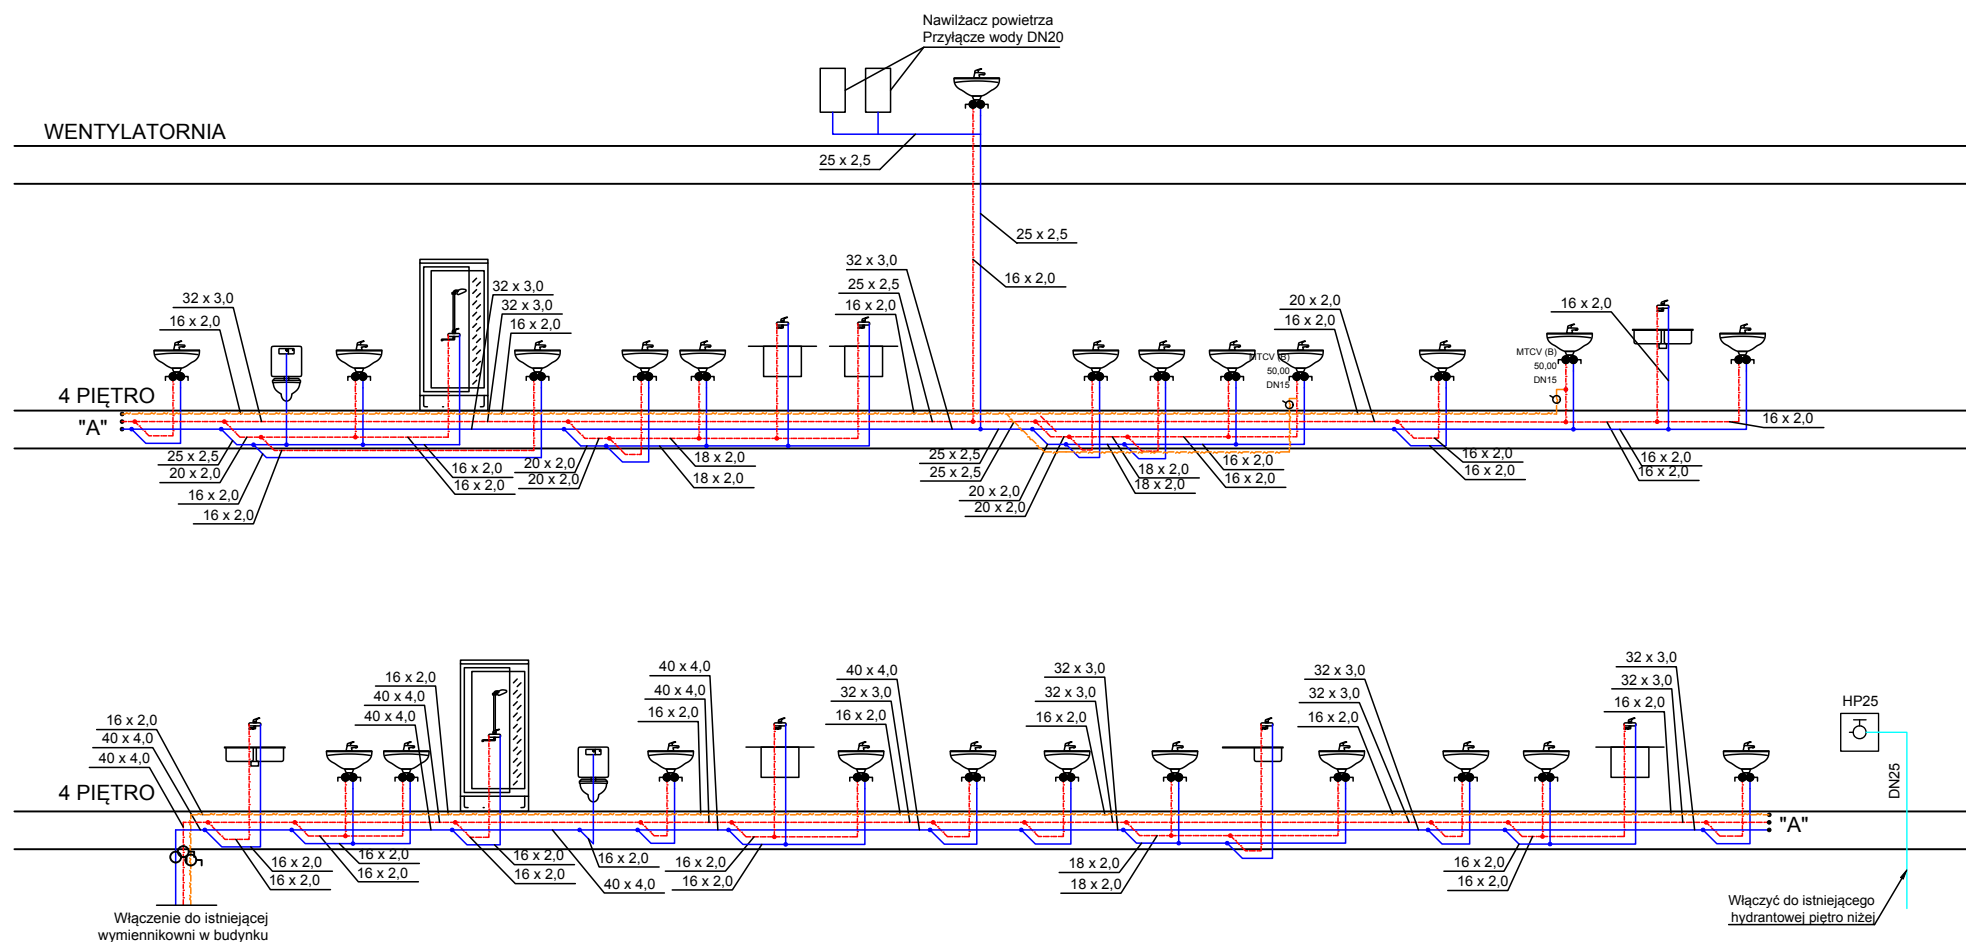 Nawilżacz powietrza
Przyłącze wody DN20
WENTYLATORNIA
25 x 2,5
25 x 2,5
16 x 2,0
32 x 3,0
16 x 2,0
32 x 3,0
32 x 3,0
16 x 2,0
32 x 3,0
25 x 2,5
16 x 2,0
20 x 2,0
16 x 2,0
16 x 2,0
MTCV (B)
50,00
DN15
MTCV (B)
50,00
DN15
4 PIĘTRO
"A"
16 x 2,0
25 x 2,5
20 x 2,0
16 x 2,0
16 x 2,0
16 x 2,0
16 x 2,0
20 x 2,0
20 x 2,0
18 x 2,0
18 x 2,0
25 x 2,5
25 x 2,5
20 x 2,0
20 x 2,0
18 x 2,0
18 x 2,0
16 x 2,0
16 x 2,0
16 x 2,0
16 x 2,0
16 x 2,0
16 x 2,0
16 x 2,0
40 x 4,0
40 x 4,0
16 x 2,0
40 x 4,0
40 x 4,0
40 x 4,0
40 x 4,0
16 x 2,0
40 x 4,0
32 x 3,0
16 x 2,0
32 x 3,0
32 x 3,0
16 x 2,0
32 x 3,0
32 x 3,0
16 x 2,0
32 x 3,0
32 x 3,0
16 x 2,0
HP25
DN25
4 PIĘTRO
"A"
16 x 2,0
16 x 2,0
16 x 2,0
16 x 2,0
16 x 2,0
16 x 2,0
16 x 2,0
40 x 4,0
16 x 2,0
16 x 2,0
18 x 2,0
18 x 2,0
16 x 2,0
16 x 2,0
Włączenie do istniejącej
wymiennikowni w budynku
Włączyć do istniejącego
hydrantowej piętro niżej